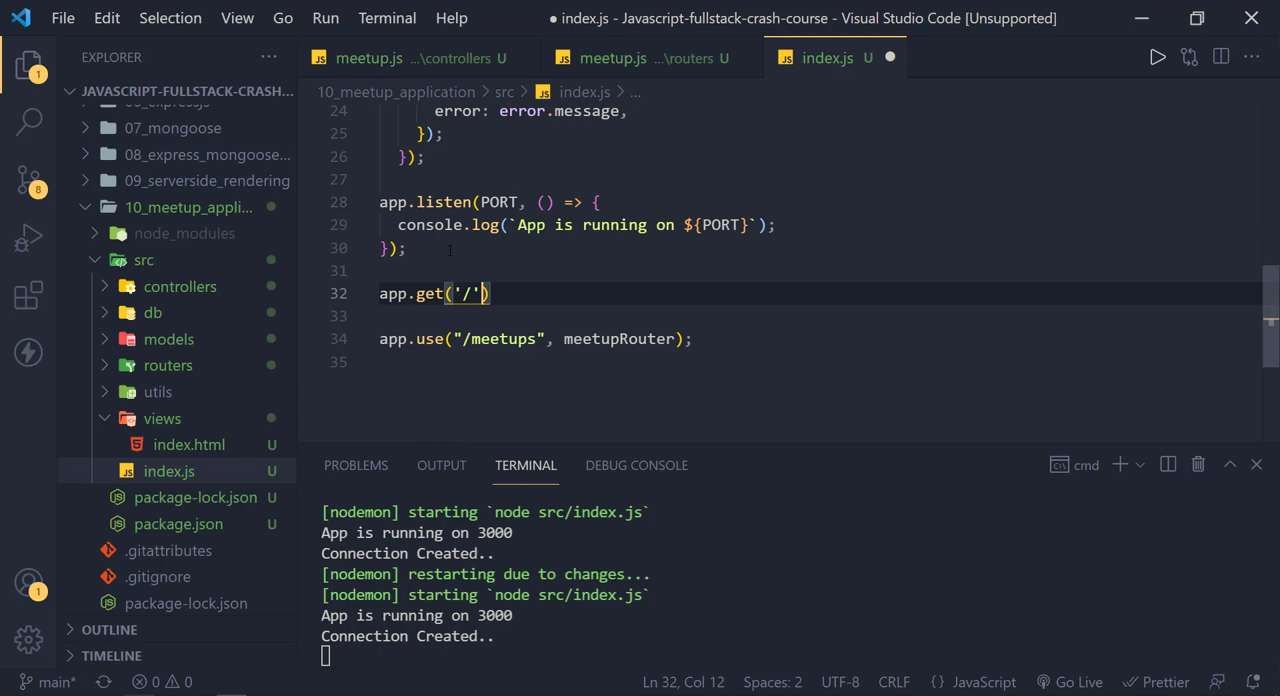 File Edit Selection View Go Run Terminal Help
● index.js - Javascript-fullstack-crash-course - Visual Studio Code [Unsupported]
EXPLORER
JS meetup.js ...\controllers U
JS meetup.js ...\routers U
JS index.js U
1
JAVASCRIPT-FULLSTACK-CRASH...
07_mongoose
08_express_mongoose...
09_serverside_rendering
10_meetup_appli...
node_modules
src
controllers
db
models
routers
utils
views
index.html U
JS index.js U
package-lock.json U
package.json U
.gitattributes
.gitignore
package-lock.json
OUTLINE
TIMELINE
8
1
10_meetup_application > src > JS index.js > ...
24 error: error.message,
25 });
26 });
27
28 app.listen(PORT, () => {
29 console.log(`App is running on ${PORT}`);
30 });
31
32 app.get('/')
33
34 app.use("/meetups", meetupRouter);
35
PROBLEMS OUTPUT TERMINAL DEBUG CONSOLE
cmd
[nodemon] starting `node src/index.js`
App is running on 3000
Connection Created..
[nodemon] restarting due to changes...
[nodemon] starting `node src/index.js`
App is running on 3000
Connection Created..
main* 0 0 Ln 32, Col 12 Spaces: 2 UTF-8 CRLF {} JavaScript Go Live Prettier